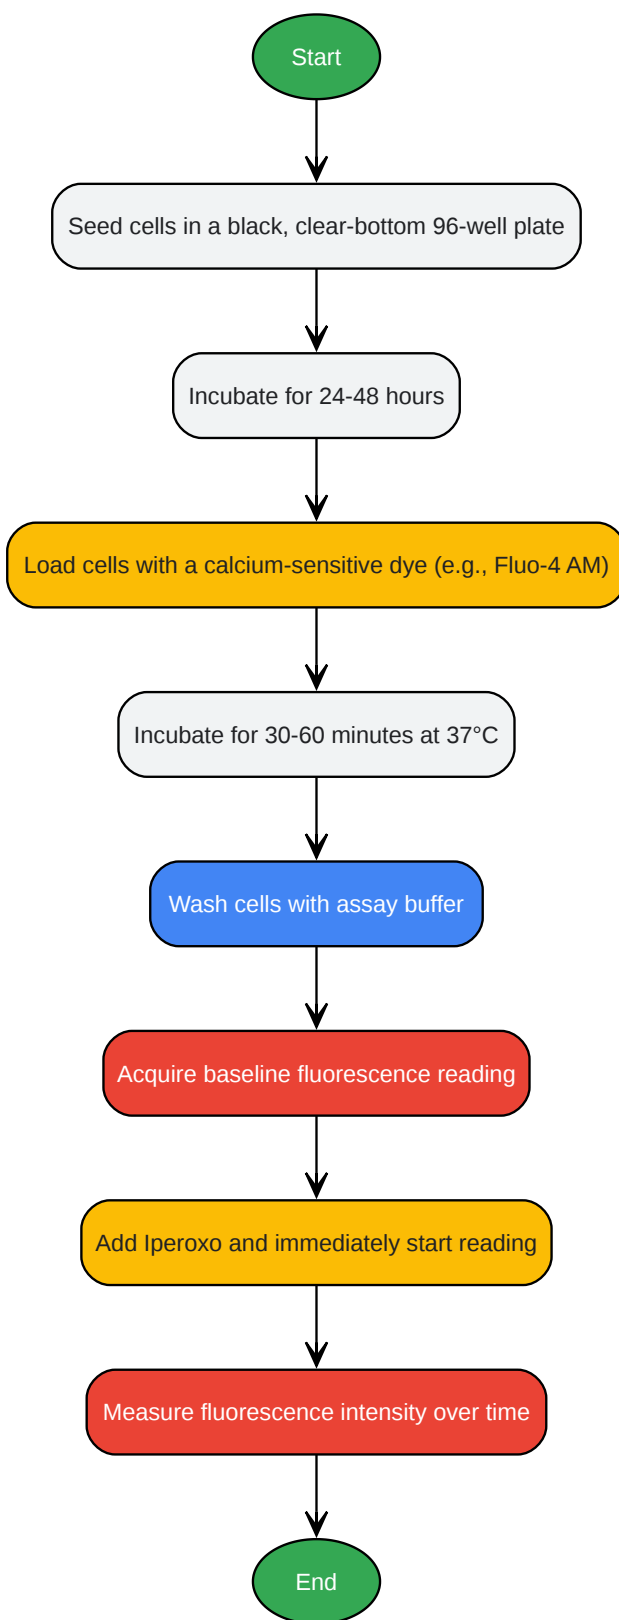 Start
Seed cells in a black, clear-bottom 96-well plate
Incubate for 24-48 hours
Load cells with a calcium-sensitive dye (e.g., Fluo-4 AM)
Incubate for 30-60 minutes at 37°C
Wash cells with assay buffer
Acquire baseline fluorescence reading
Add Iperoxo and immediately start reading
Measure fluorescence intensity over time
End